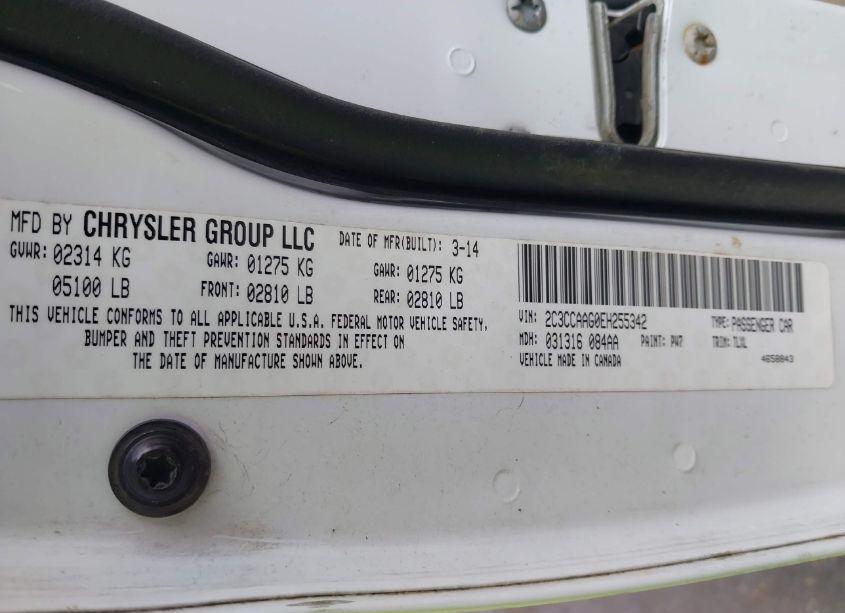 MFD BY CHRYSLER GROUP LLC DATE OF MFR(BUILT): 3-14
GVWR: 02314 KG GAWR: 01275 KG GAWR: 01275 KG
05100 LB FRONT: 02810 LB REAR: 02810 LB
THIS VEHICLE CONFORMS TO ALL APPLICABLE U.S.A. FEDERAL MOTOR VEHICLE SAFETY,
BUMPER AND THEFT PREVENTION STANDARDS IN EFFECT ON
THE DATE OF MANUFACTURE SHOWN ABOVE.
VIN: 2C3CCAAG0EH255342 TYPE: PASSENGER CAR
MDH: 031316 084AA PAINT: PW7 TRIM: TLXL
VEHICLE MADE IN CANADA 4658843